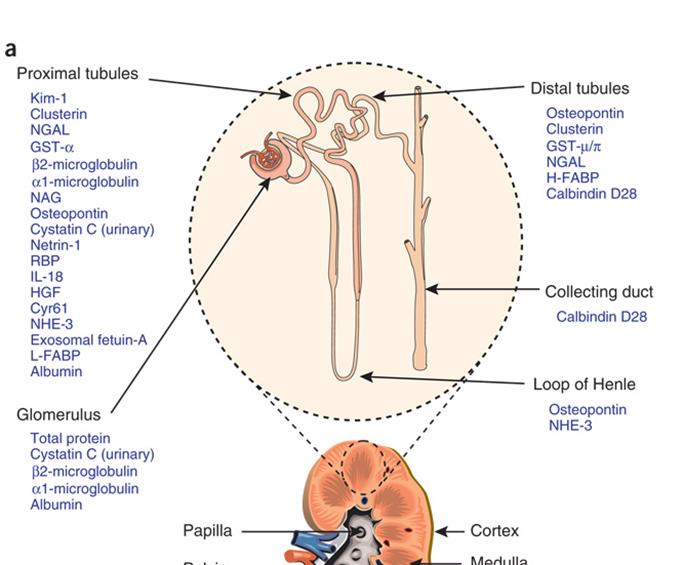 a
Proximal tubules
Kim-1
Clusterin
NGAL
GST-α
β2-microglobulin
α1-microglobulin
NAG
Osteopontin
Cystatin C (urinary)
Netrin-1
RBP
IL-18
HGF
Cyr61
NHE-3
Exosomal fetuin-A
L-FABP
Albumin
Glomerulus
Total protein
Cystatin C (urinary)
β2-microglobulin
α1-microglobulin
Albumin
Distal tubules
Osteopontin
Clusterin
GST-μ/π
NGAL
H-FABP
Calbindin D28
Collecting duct
Calbindin D28
Loop of Henle
Osteopontin
NHE-3
Papilla
Cortex
Medulla